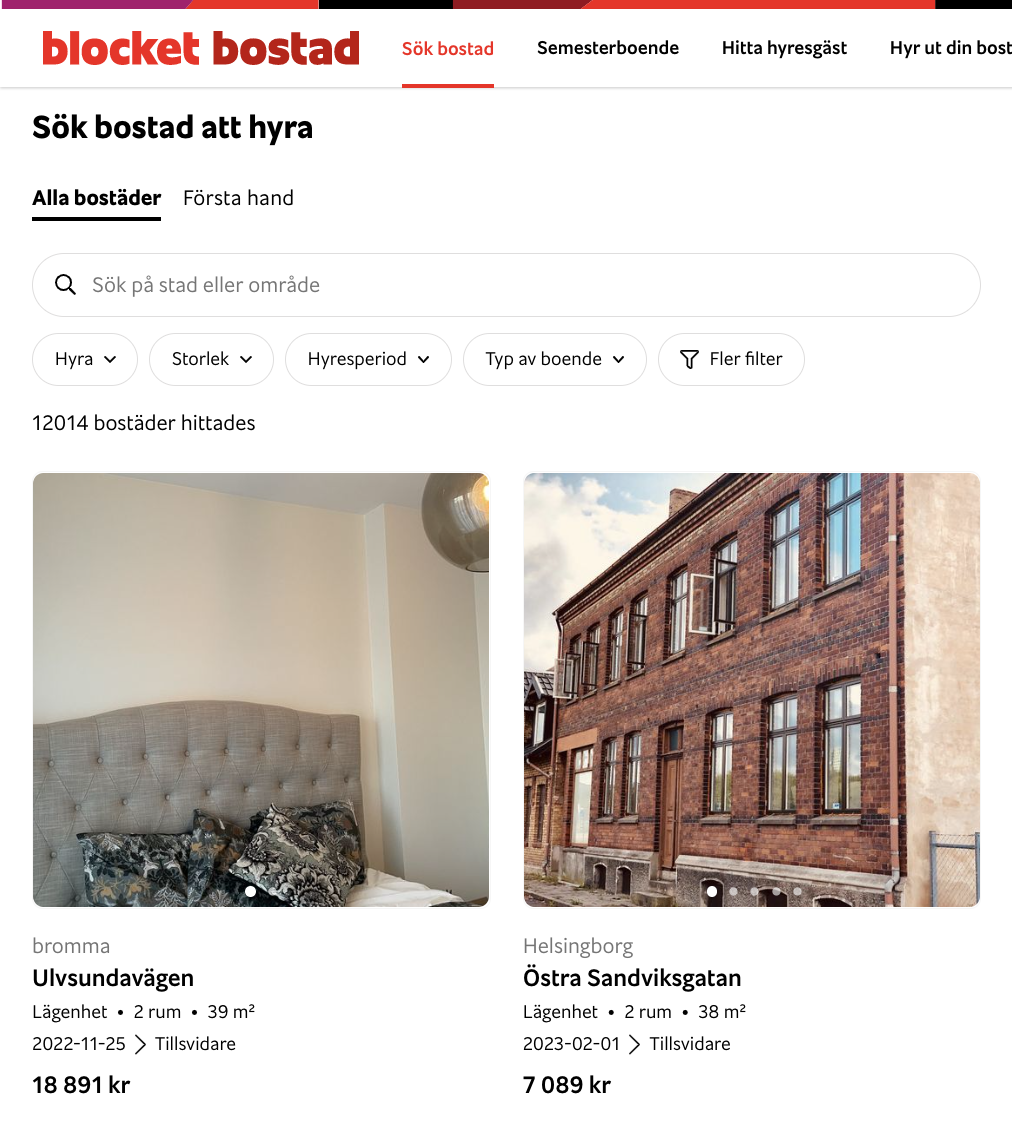 blocket bostad
Sök bostad
Semesterboende
Hitta hyresgäst
Hyr ut din bost
Sök bostad att hyra
Alla bostäder
Första hand
Sök på stad eller område
Hyra
Storlek
Hyresperiod
Typ av boende
Fler filter
12014 bostäder hittades
bromma
Ulvsundavägen
Lägenhet • 2 rum • 39 m²
2022-11-25 > Tillsvidare
18 891 kr
Helsingborg
Östra Sandviksgatan
Lägenhet • 2 rum • 38 m²
2023-02-01 > Tillsvidare
7 089 kr